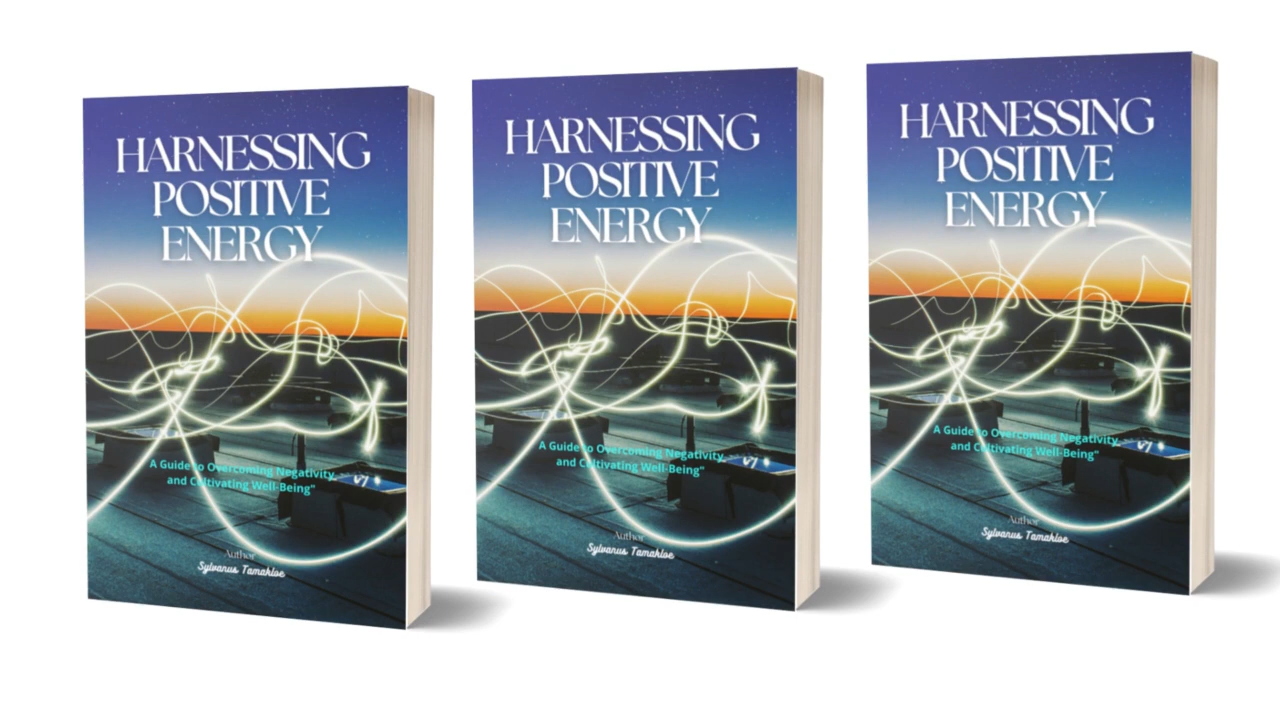 HARNESSING
POSITIVE
ENERGY
A Guide to Overcoming Negativity,
and Cultivating Well-Being"
Author
Sylvanus Tamakloe
HARNESSING
POSITIVE
ENERGY
A Guide to Overcoming Negativity,
and Cultivating Well-Being"
Author
Sylvanus Tamakloe
HARNESSING
POSITIVE
ENERGY
A Guide to Overcoming Negativity,
and Cultivating Well-Being"
Author
Sylvanus Tamakloe